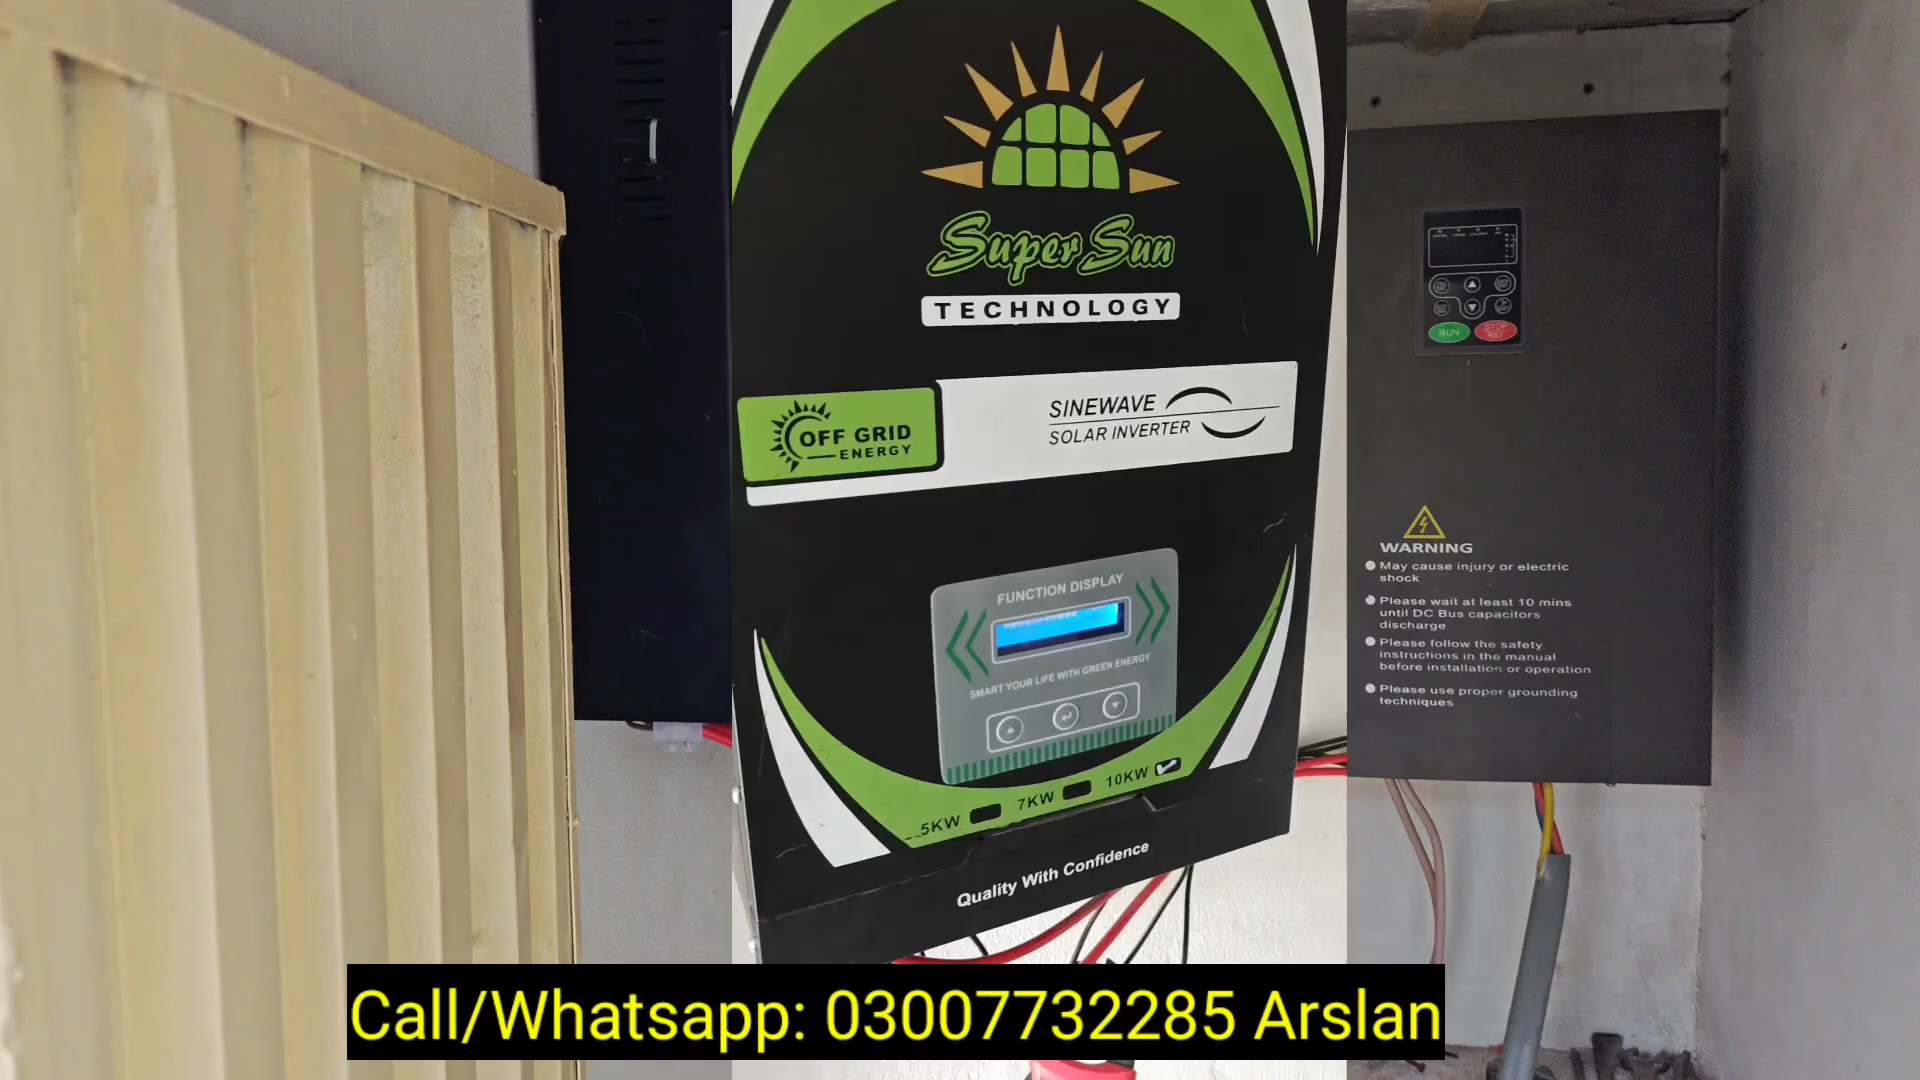 Super Sun
TECHNOLOGY
OFF GRID
ENERGY
SINEWAVE
SOLAR INVERTER
FUNCTION DISPLAY
SMART YOUR LIFE WITH GREEN ENERGY
5KW 7KW 10KW
Quality With Confidence
RUN
STOP
RST
WARNING
May cause injury or electric
shock
Please wait at least 10 mins
until DC Bus capacitors
discharge
Please follow the safety
instructions in the manual
before installation or operation
Please use proper grounding
techniques
Call/Whatsapp: 03007732285 Arslan